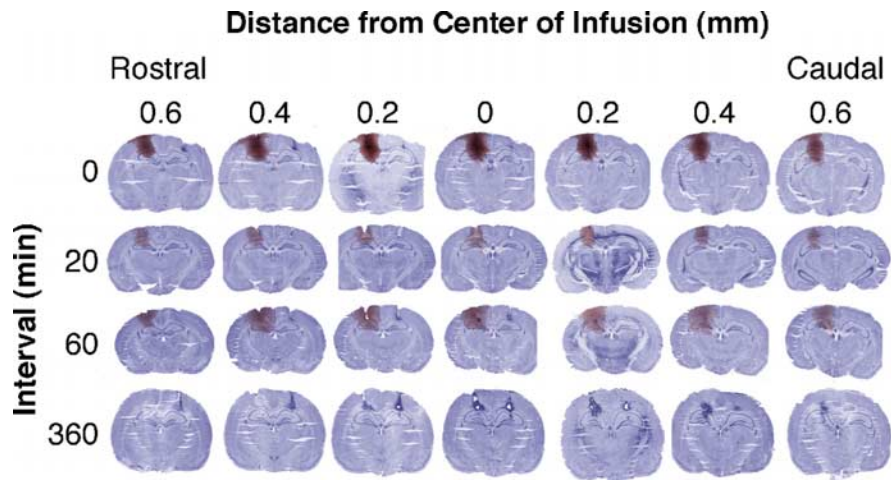 Distance from Center of Infusion (mm)
Rostral Caudal
0.6 0.4 0.2 0 0.2 0.4 0.6
Interval (min)
0
20
60
360